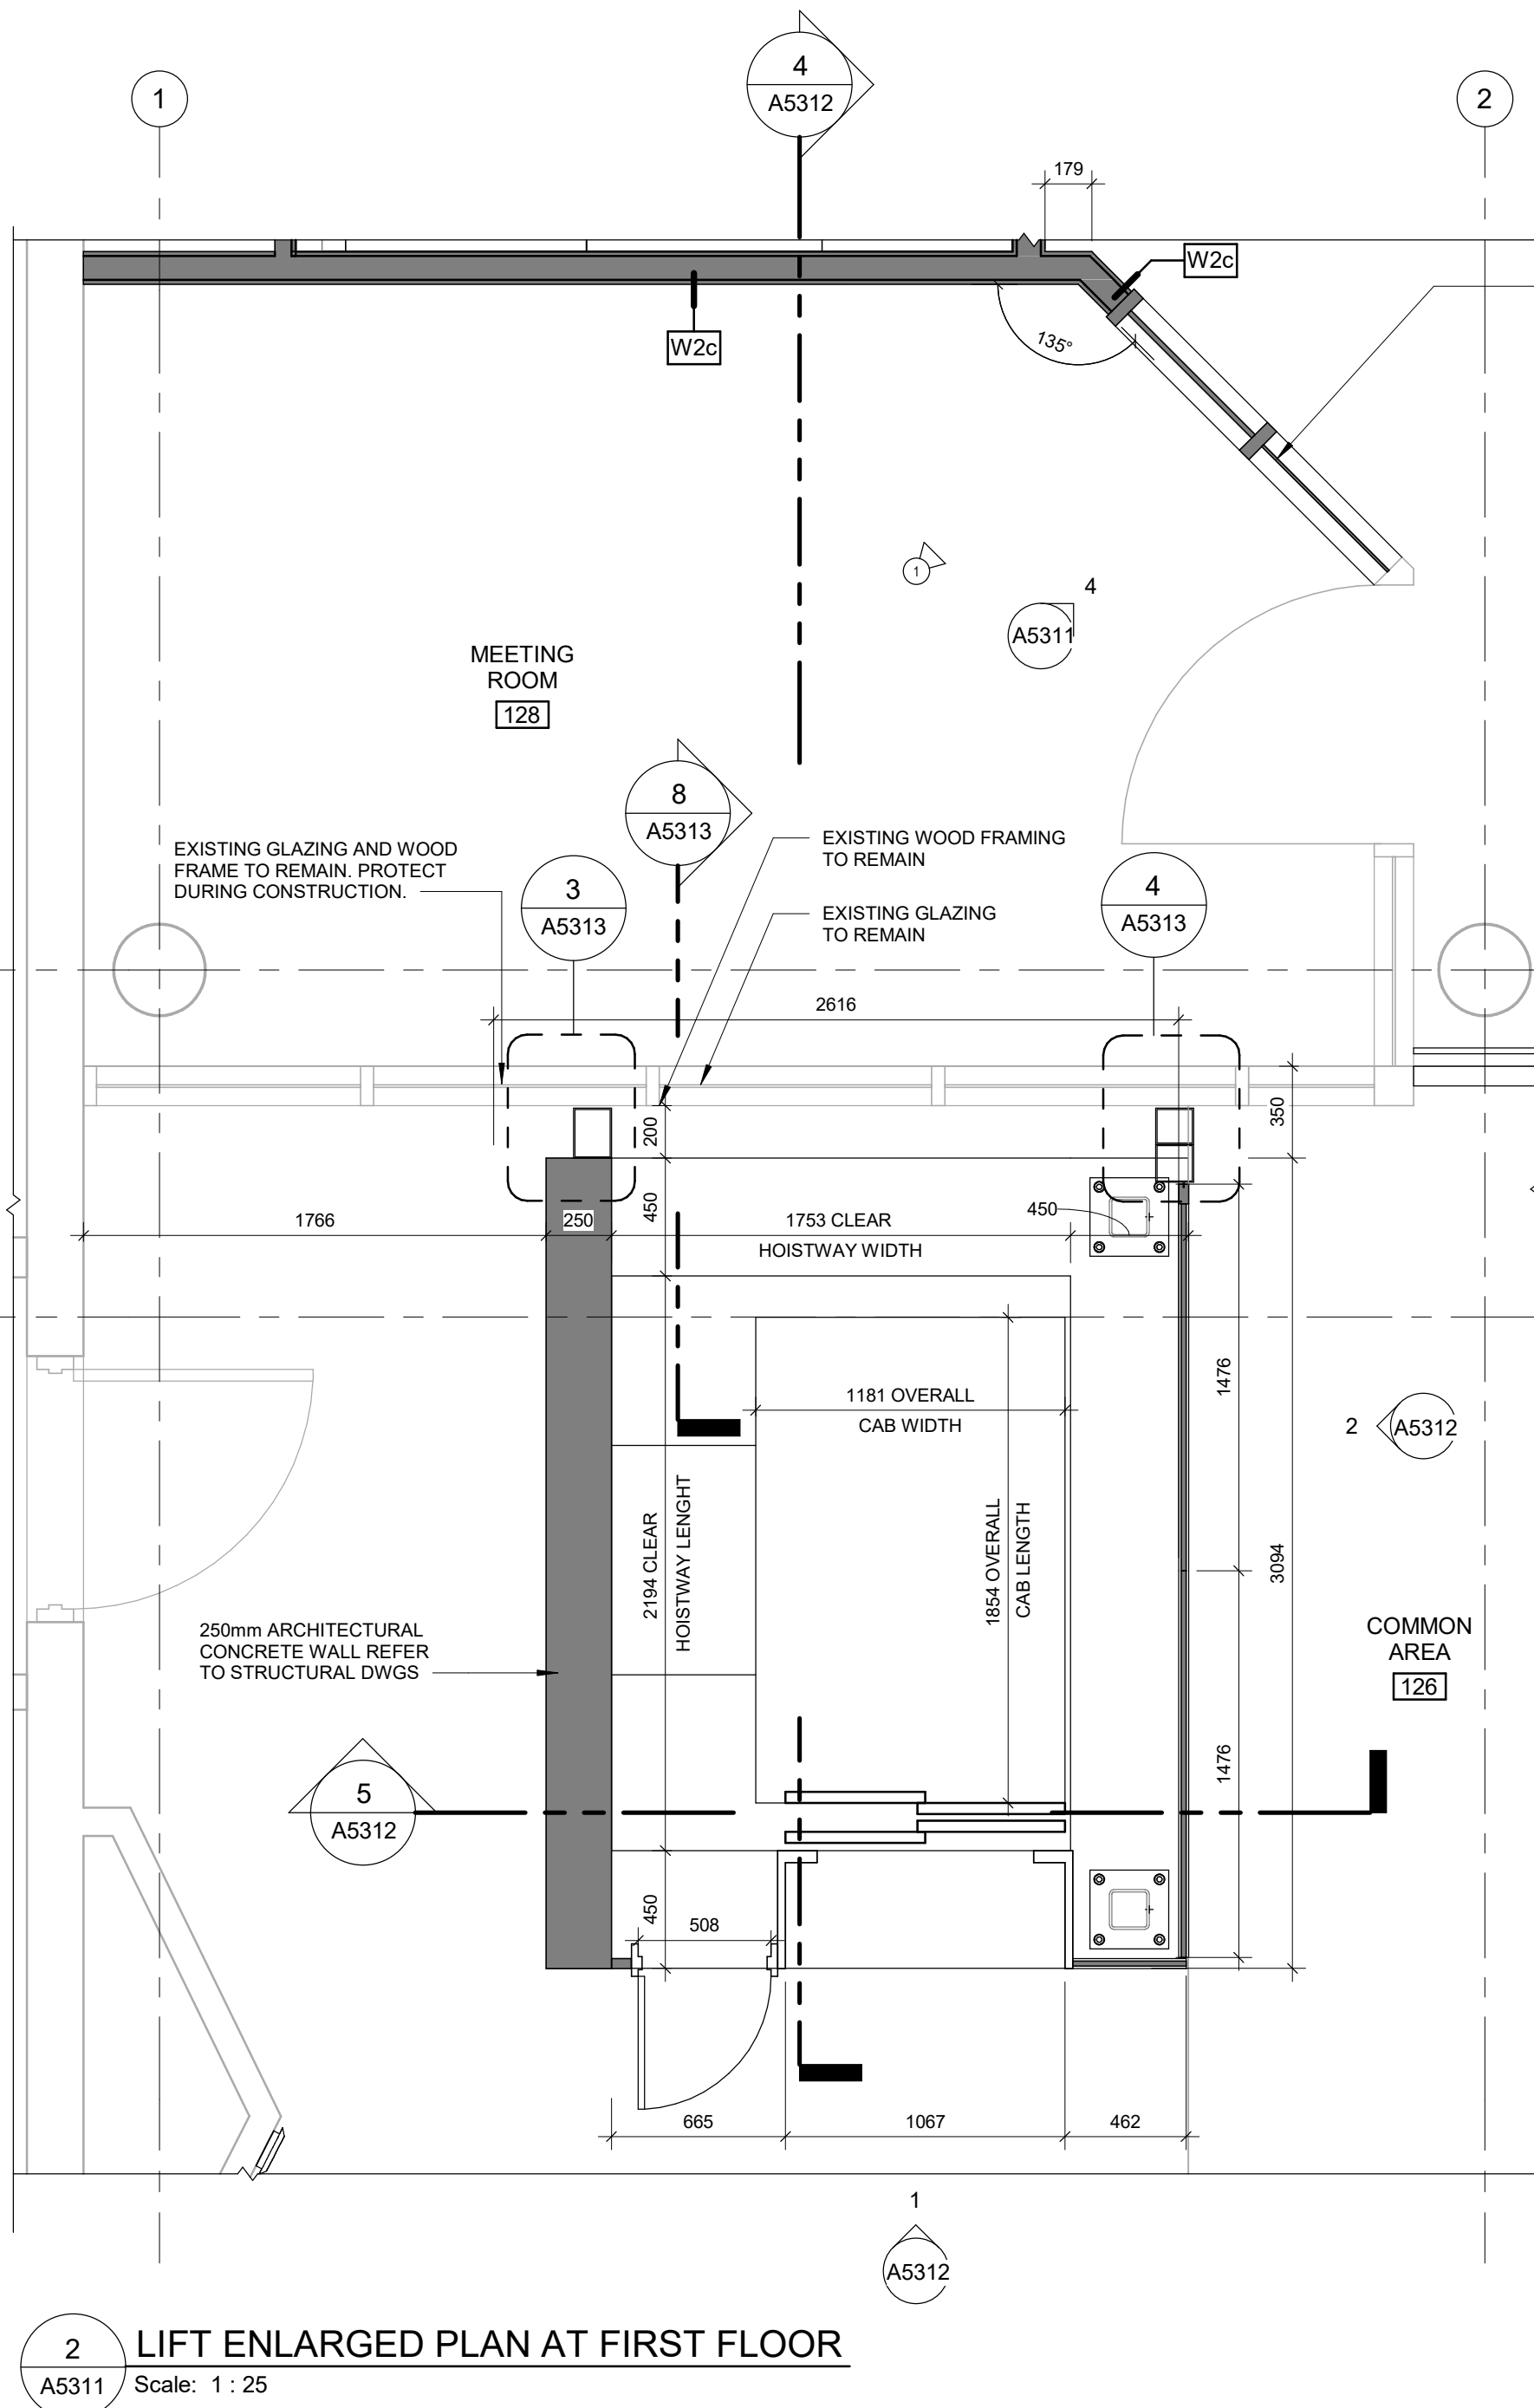 4
A5312
1
2
179
W2c
W2c
135°
1
4
A5311
MEETING
ROOM
128
8
A5313
EXISTING GLAZING AND WOOD
FRAME TO REMAIN. PROTECT
DURING CONSTRUCTION.
3
A5313
EXISTING WOOD FRAMING
TO REMAIN
EXISTING GLAZING
TO REMAIN
4
A5313
2616
200
350
450
1766
250
1753 CLEAR
HOISTWAY WIDTH
450
1476
1181 OVERALL
CAB WIDTH
2
A5312
2194 CLEAR
HOISTWAY LENGHT
1854 OVERALL
CAB LENGTH
3094
250mm ARCHITECTURAL
CONCRETE WALL REFER
TO STRUCTURAL DWGS
COMMON
AREA
126
1476
5
A5312
450
508
665
1067
462
1
A5312
2
A5311
LIFT ENLARGED PLAN AT FIRST FLOOR
Scale: 1 : 25